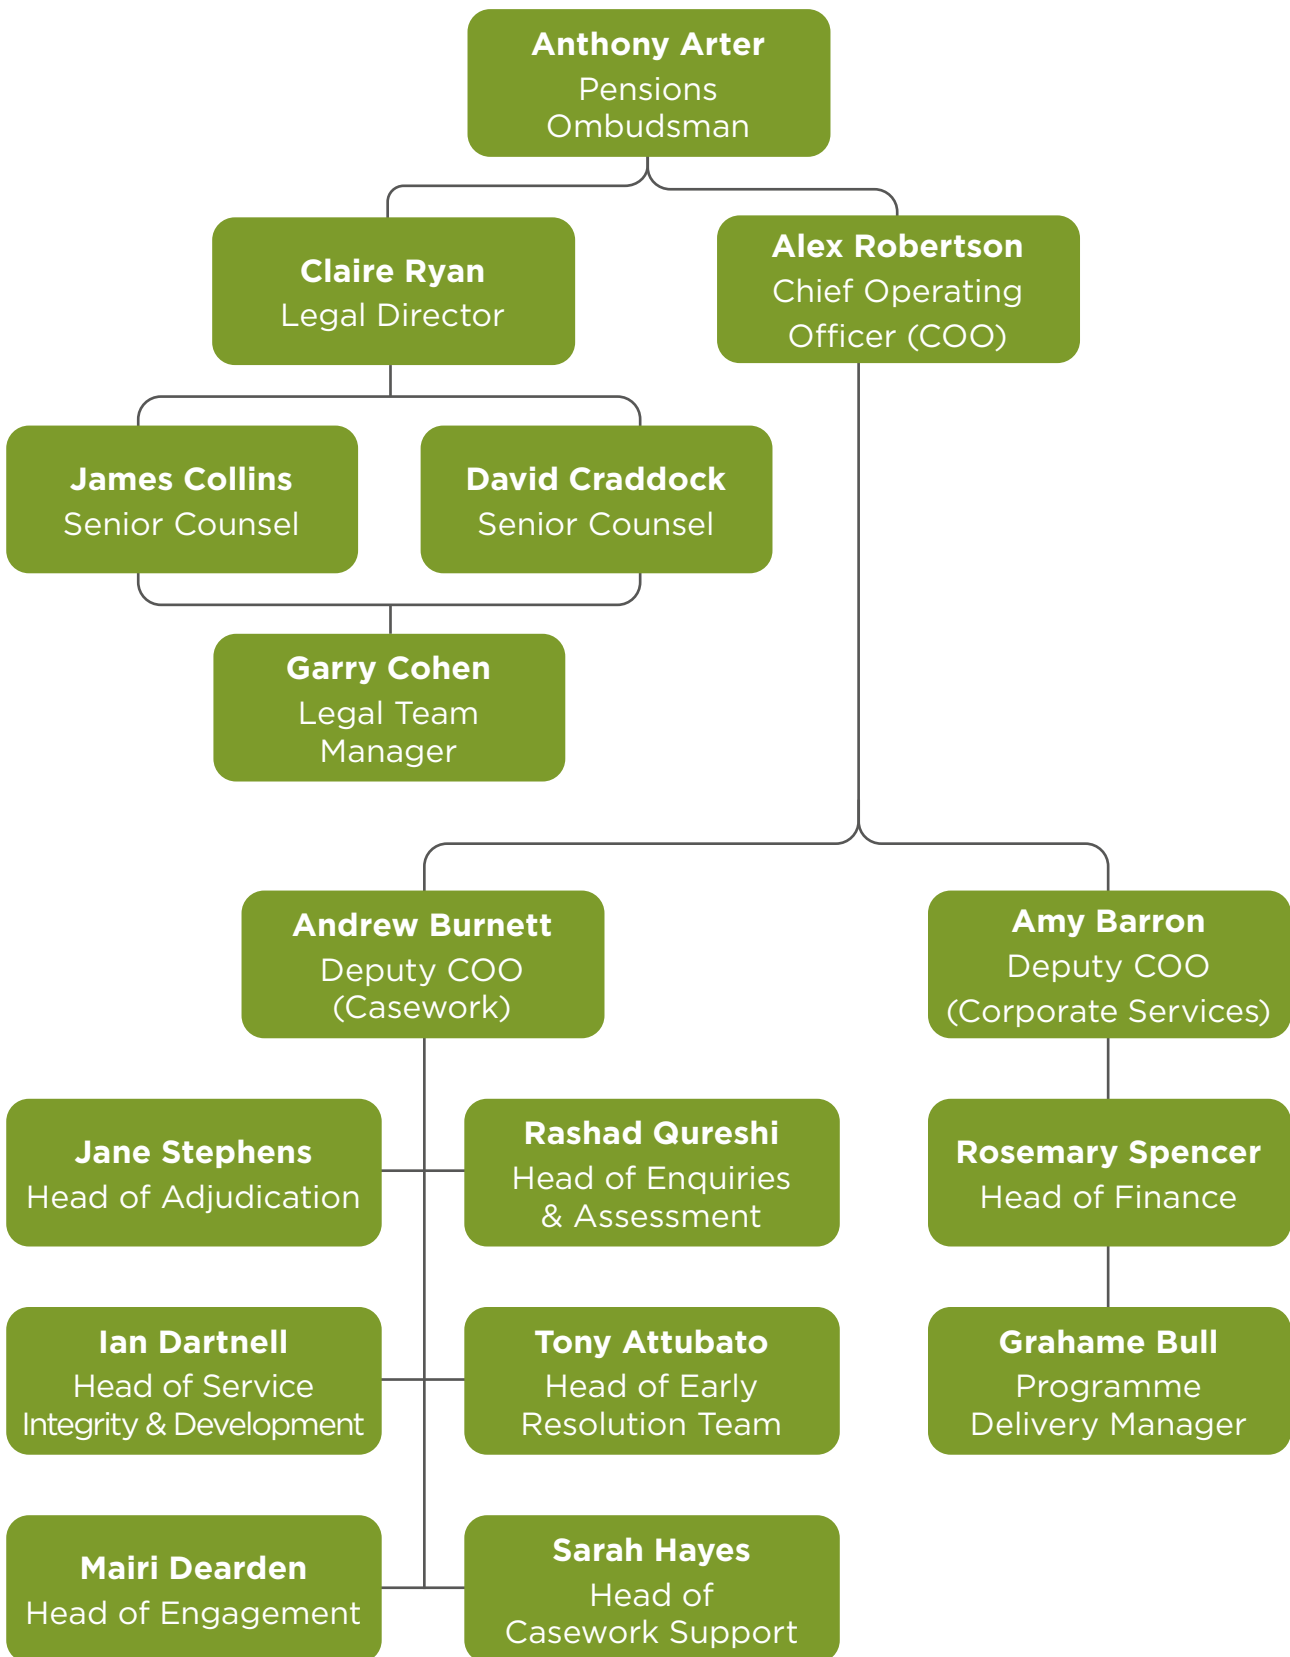 Anthony Arter
Pensions
Ombudsman
Claire Ryan
Legal Director
Alex Robertson
Chief Operating
Officer (COO)
James Collins
Senior Counsel
David Craddock
Senior Counsel
Garry Cohen
Legal Team
Manager
Andrew Burnett
Deputy COO
(Casework)
Amy Barron
Deputy COO
(Corporate Services)
Jane Stephens
Head of Adjudication
Rashad Qureshi
Head of Enquiries
& Assessment
Rosemary Spencer
Head of Finance
Ian Dartnell
Head of Service
Integrity & Development
Tony Attubato
Head of Early
Resolution Team
Grahame Bull
Programme
Delivery Manager
Mairi Dearden
Head of Engagement
Sarah Hayes
Head of
Casework Support